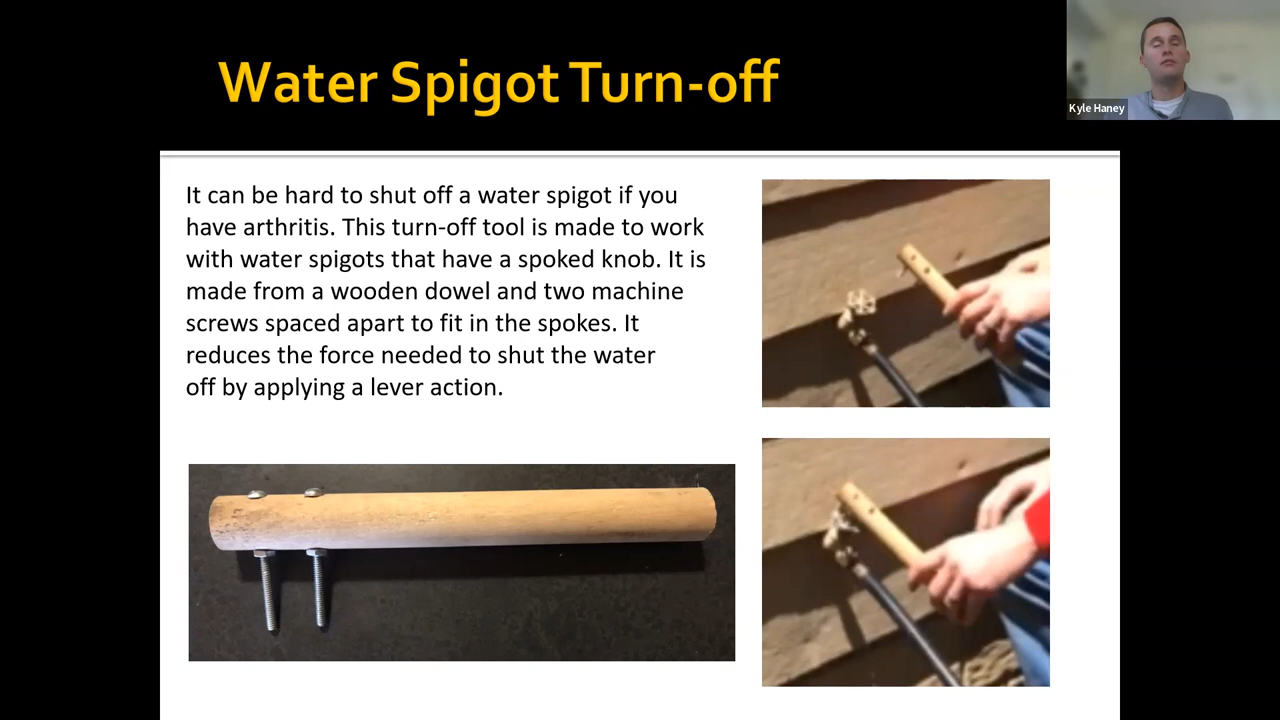 Water Spigot Turn-off
Kyle Haney
It can be hard to shut off a water spigot if you
have arthritis. This turn-off tool is made to work
with water spigots that have a spoked knob. It is
made from a wooden dowel and two machine
screws spaced apart to fit in the spokes. It
reduces the force needed to shut the water
off by applying a lever action.